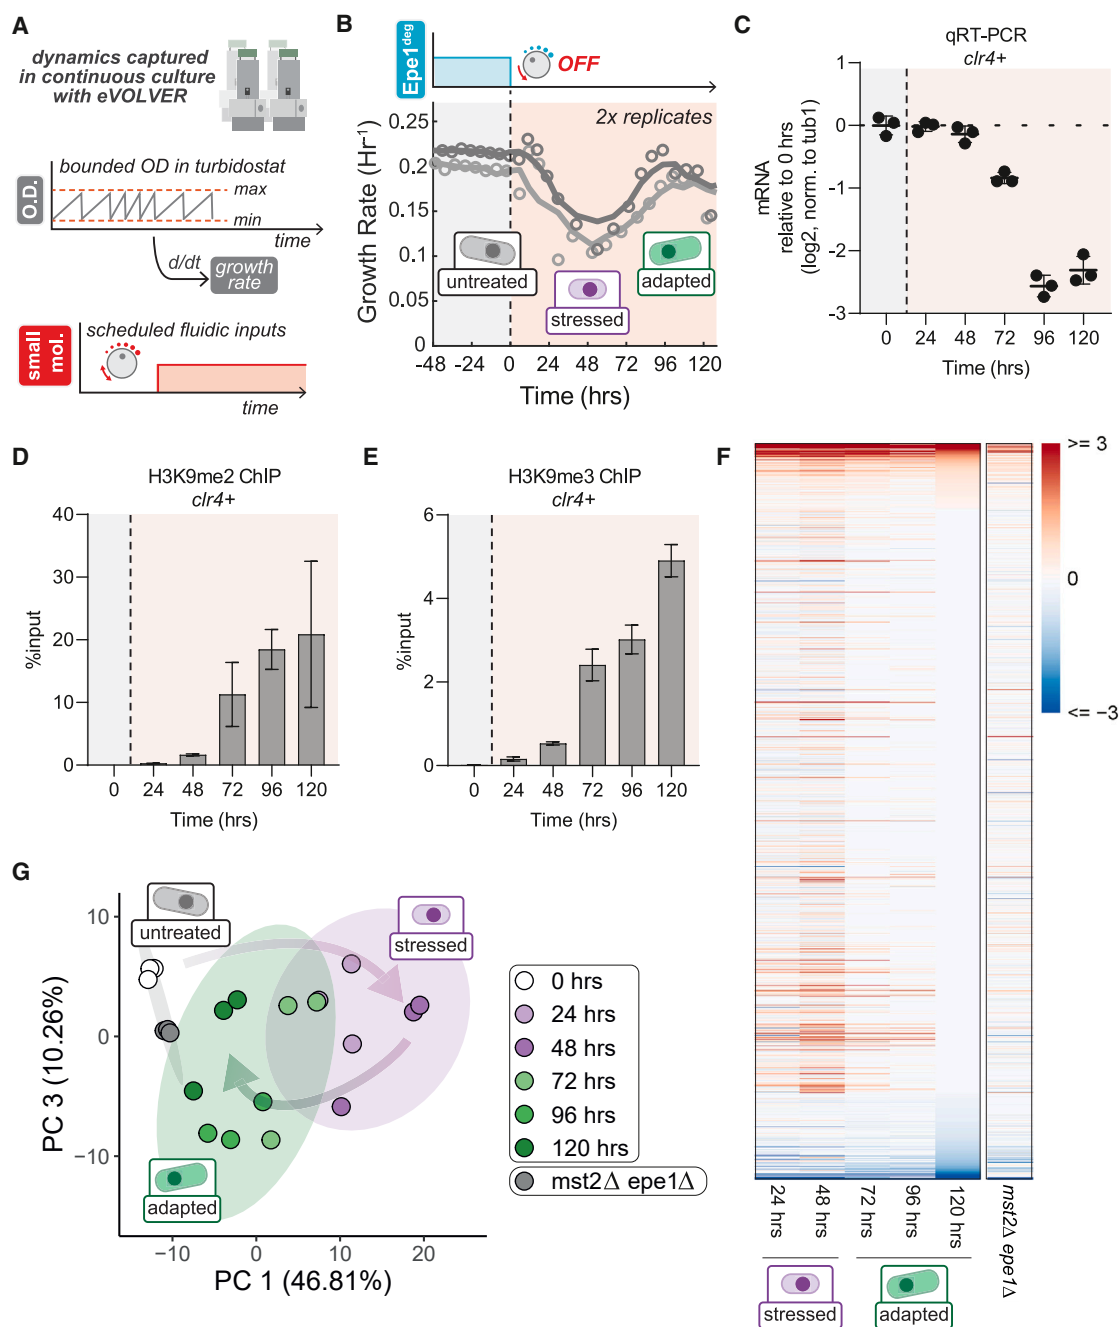 A
dynamics captured
in continuous culture
with eVOLVER
O.D.
bounded OD in turbidostat
max
min
time
d/dt
growth
rate
small
mol.
scheduled fluidic inputs
time
B
Epe1deg
OFF
2x replicates
Growth Rate (Hr-1)
0.25
0.2
0.15
0.1
0.05
0
untreated
stressed
adapted
-48 -24 0 24 48 72 96 120
Time (hrs)
C
qRT-PCR
clr4+
mRNA
relative to 0 hrs
(log2, norm. to tub1)
1
0
-1
-2
-3
0 24 48 72 96 120
Time (hrs)
D
H3K9me2 ChIP
clr4+
%input
40
30
20
10
0
0 24 48 72 96 120
Time (hrs)
E
H3K9me3 ChIP
clr4+
%input
6
4
2
0
0 24 48 72 96 120
Time (hrs)
F
>= 3
0
<= −3
24 hrs
48 hrs
72 hrs
96 hrs
120 hrs
mst2Δ epe1Δ
stressed
adapted
G
PC 3 (10.26%)
10
0
−10
untreated
stressed
adapted
−10 0 10 20
PC 1 (46.81%)
0 hrs
24 hrs
48 hrs
72 hrs
96 hrs
120 hrs
mst2Δ epe1Δ